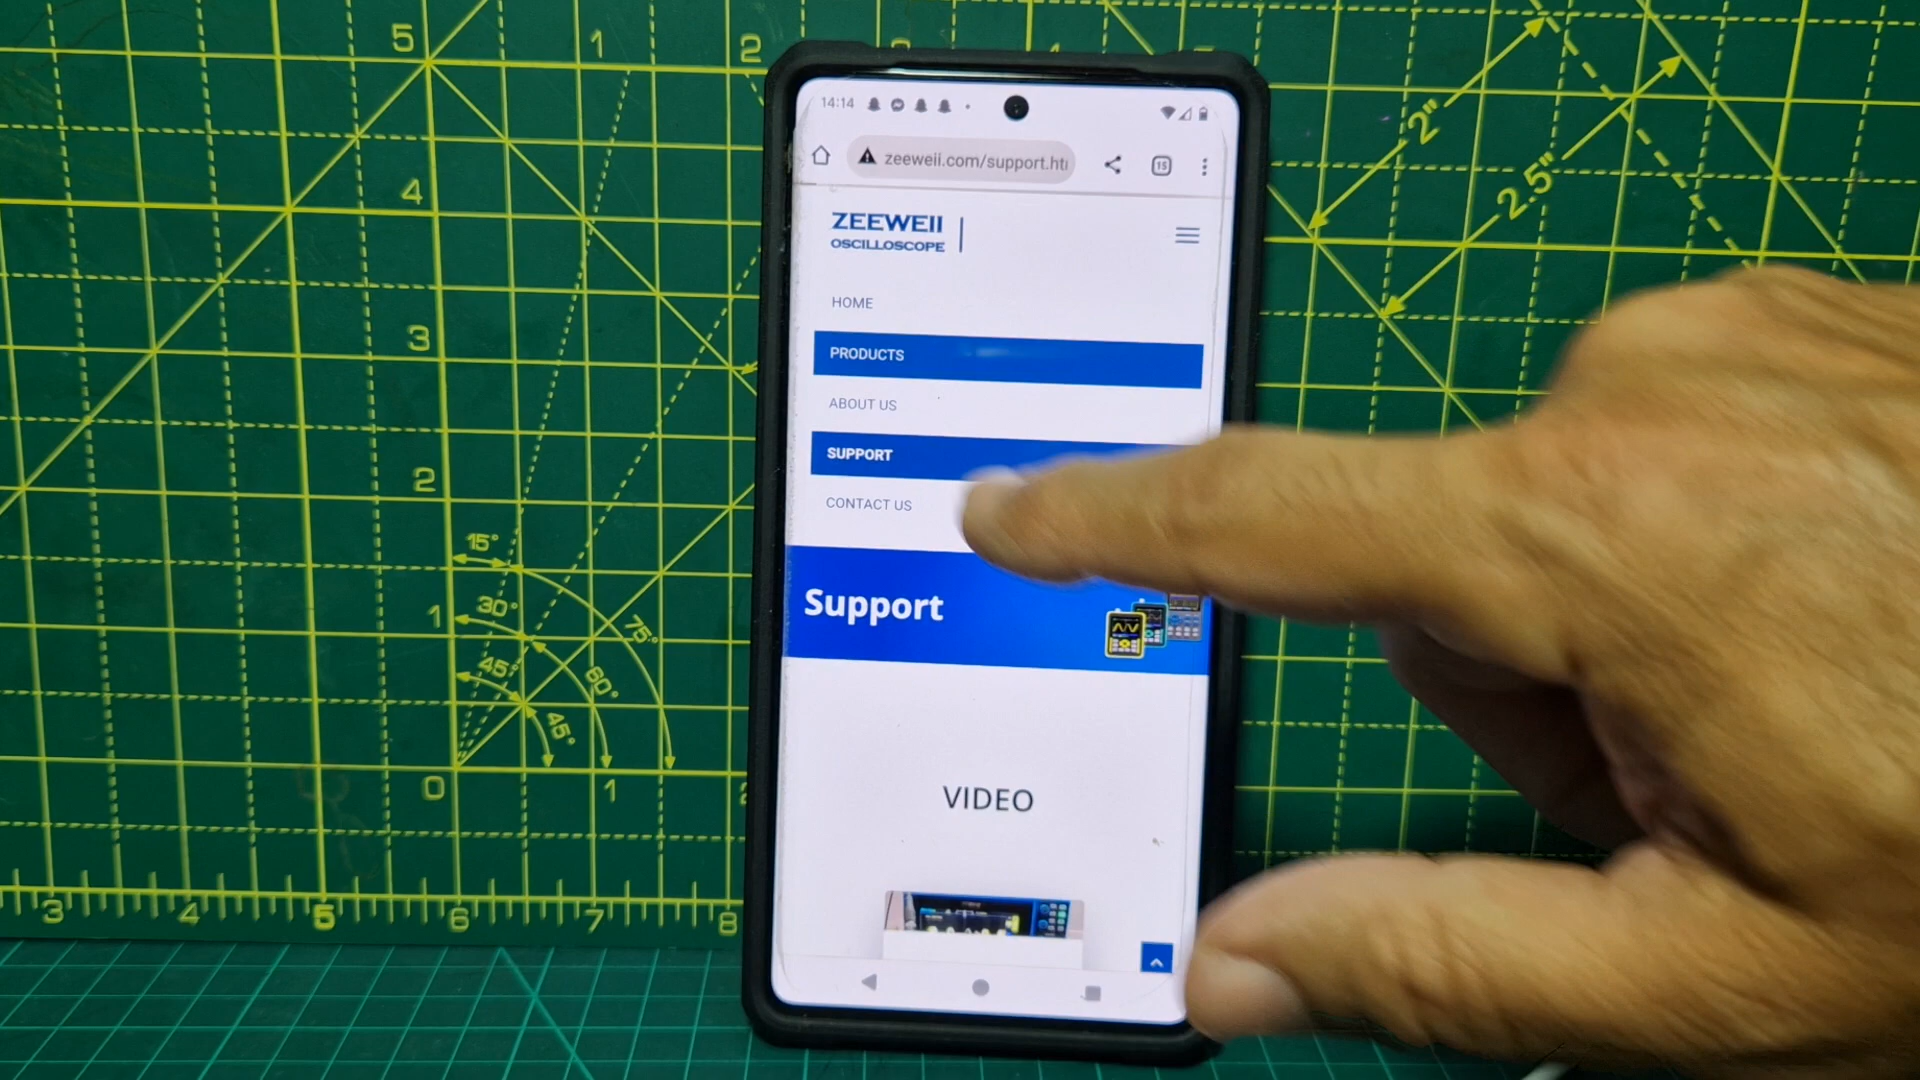 5
1
2
4
3
2
1
0
15°
30°
45°
75°
60°
45°
1
3
4
5
6
7
8
2"
2.5"
14:14
zeeweii.com/support.ht
15
ZEEWEII
OSCILLOSCOPE
HOME
PRODUCTS
ABOUT US
SUPPORT
CONTACT US
Support
VIDEO